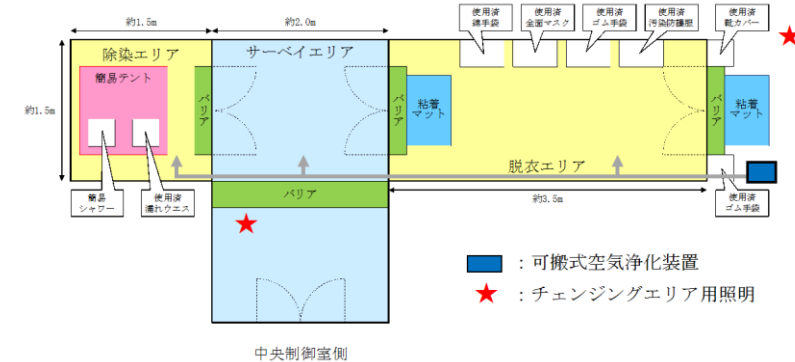 約1.5m
約2.0m
使用済
綿手袋
使用済
全面マスク
使用済
ゴム手袋
使用済
汚染防護服
使用済
靴カバー
除染エリア
サーベイエリア
簡易テント
バリア
バリア
粘着
マット
バリア
粘着
マット
約1.5m
脱衣エリア
簡易
シャワー
使用済
濡れウエス
バリア
約3.5m
使用済
ゴム手袋
：可搬式空気浄化装置
：チェンジングエリア用照明
中央制御室側